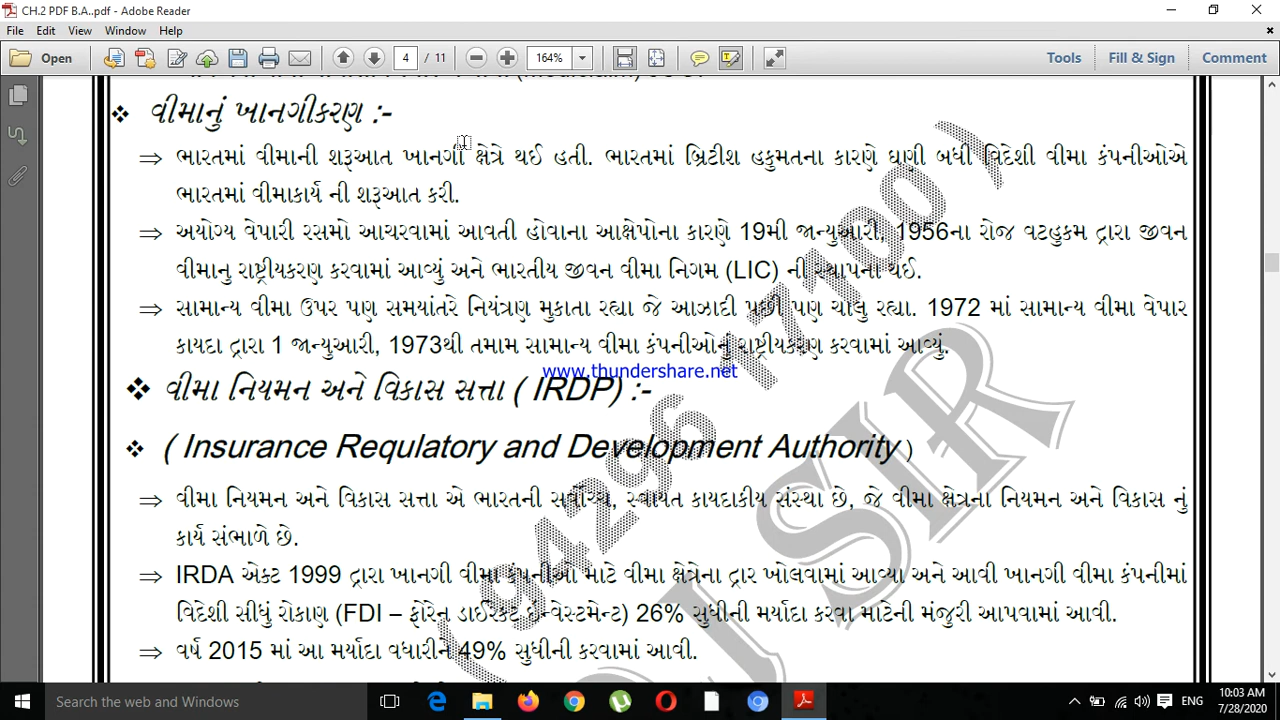 CH.2 PDF B.A..pdf - Adobe Reader
File Edit View Window Help
Open 4 / 11 164% Tools Fill & Sign Comment
❖ વીમાનું ખાનગીકરણ :-
⇒ ભારતમાં વીમાની શરૂઆત ખાનગી ક્ષેત્રે થઈ હતી. ભારતમાં બ્રિટીશ હકુમતના કારણે ઘણી બધી વિદેશી વીમા કંપનીઓએ
ભારતમાં વીમાકાર્ય ની શરૂઆત કરી.
⇒ અયોગ્ય વેપારી રસમો આચરવામાં આવતી હોવાના આક્ષેપોના કારણે 19મી જાન્યુઆરી, 1956ના રોજ વટહુકમ દ્વારા જીવન
વીમાનુ રાષ્ટ્રીયકરણ કરવામાં આવ્યું અને ભારતીય જીવન વીમા નિગમ (LIC) ની સ્થાપના થઈ.
⇒ સામાન્ય વીમા ઉપર પણ સમયાંતરે નિયંત્રણ મુકાતા રહ્યા જે આઝાદી પછી પણ ચાલુ રહ્યા. 1972 માં સામાન્ય વીમા વેપાર
કાયદા દ્વારા 1 જાન્યુઆરી, 1973થી તમામ સામાન્ય વીમા કંપનીઓનું રાષ્ટ્રીયકરણ કરવામાં આવ્યું.
www.thundershare.net
❖ વીમા નિયમન અને વિકાસ સત્તા ( IRDP) :-
❖ ( Insurance Requlatory and Development Authority )
⇒ વીમા નિયમન અને વિકાસ સત્તા એ ભારતની સર્વોચ્ચ, સ્વાયત કાયદાકીય સંસ્થા છે, જે વીમા ક્ષેત્રના નિયમન અને વિકાસ નું
કાર્ય સંભાળે છે.
⇒ IRDA એક્ટ 1999 દ્વારા ખાનગી વીમા કંપનીઓ માટે વીમા ક્ષેત્રેના દ્વાર ખોલવામાં આવ્યા અને આવી ખાનગી વીમા કંપનીમાં
વિદેશી સીધું રોકાણ (FDI – ફોરેન ડાઈરેકટ ઇન્વેસ્ટમેન્ટ) 26% સુધીની મર્યાદા કરવા માટેની મંજુરી આપવામાં આવી.
⇒ વર્ષ 2015 માં આ મર્યાદા વધારીને 49% સુધીની કરવામાં આવી.
( 94296 17100 )
SIR
Search the web and Windows
ENG 10:03 AM
7/28/2020